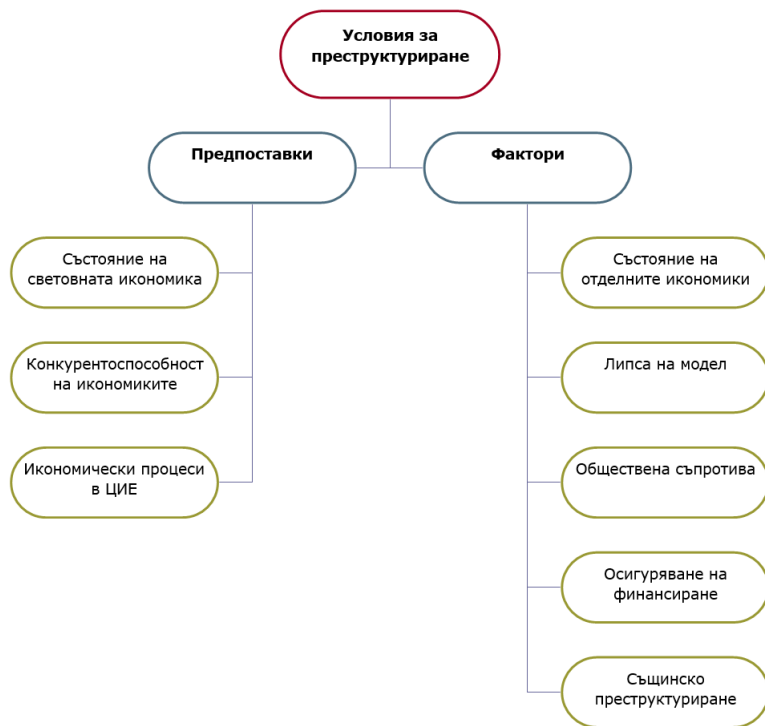 Условия за
преструктуриране
Предпоставки
Фактори
Състояние на
световната икономика
Конкурентоспособност
на икономиките
Икономически процеси
в ЦИЕ
Състояние на
отделните икономики
Липса на модел
Обществена съпротива
Осигуряване на
финансиране
Същинско
преструктуриране